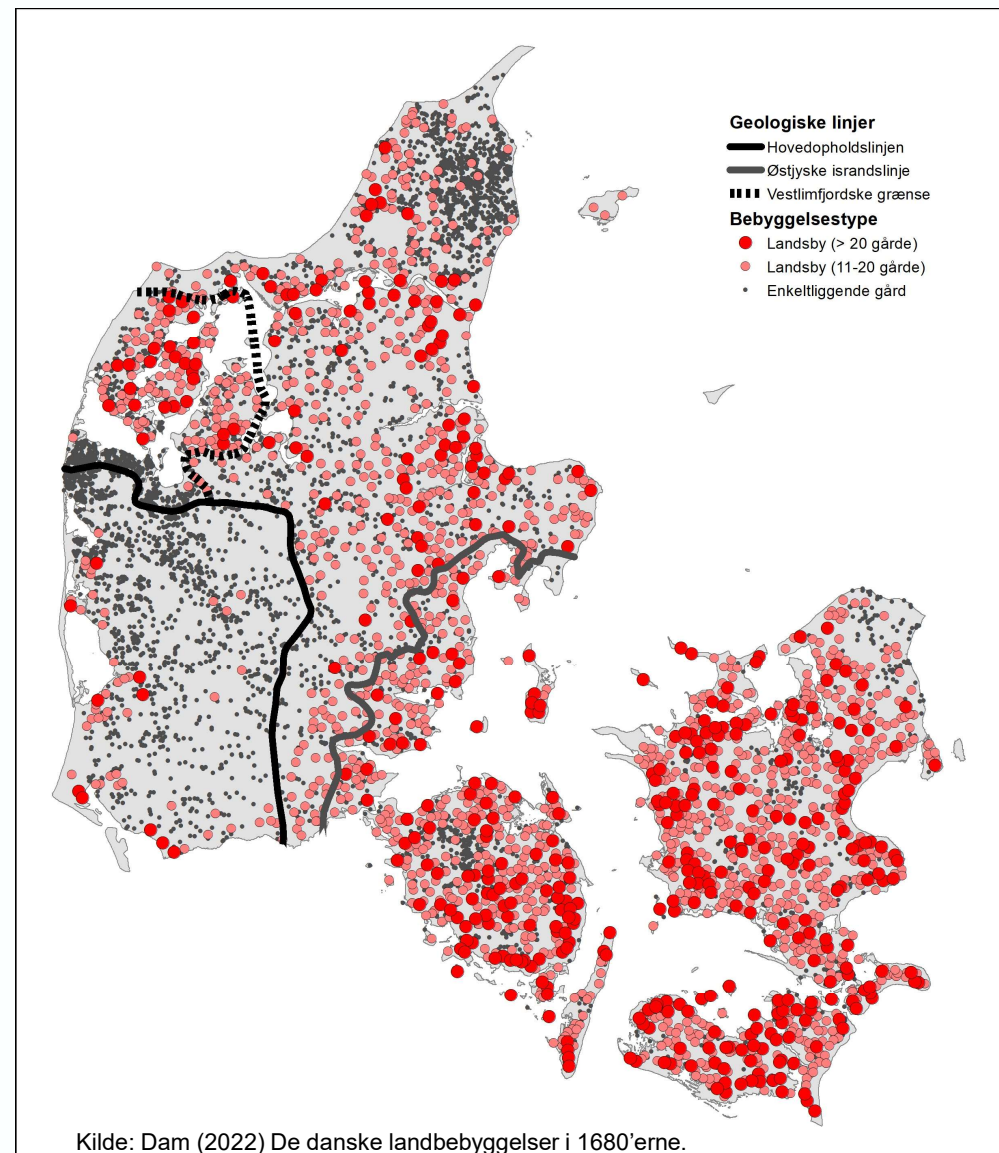 Geologiske linjer
Hovedopholdslinjen
Østjyske israndslinje
Vestlimfjordske grænse
Bebyggelsestype
Landsby (> 20 gårde)
Landsby (11-20 gårde)
Enkeltliggende gård
Kilde: Dam (2022) De danske landbebyggelser i 1680’erne.